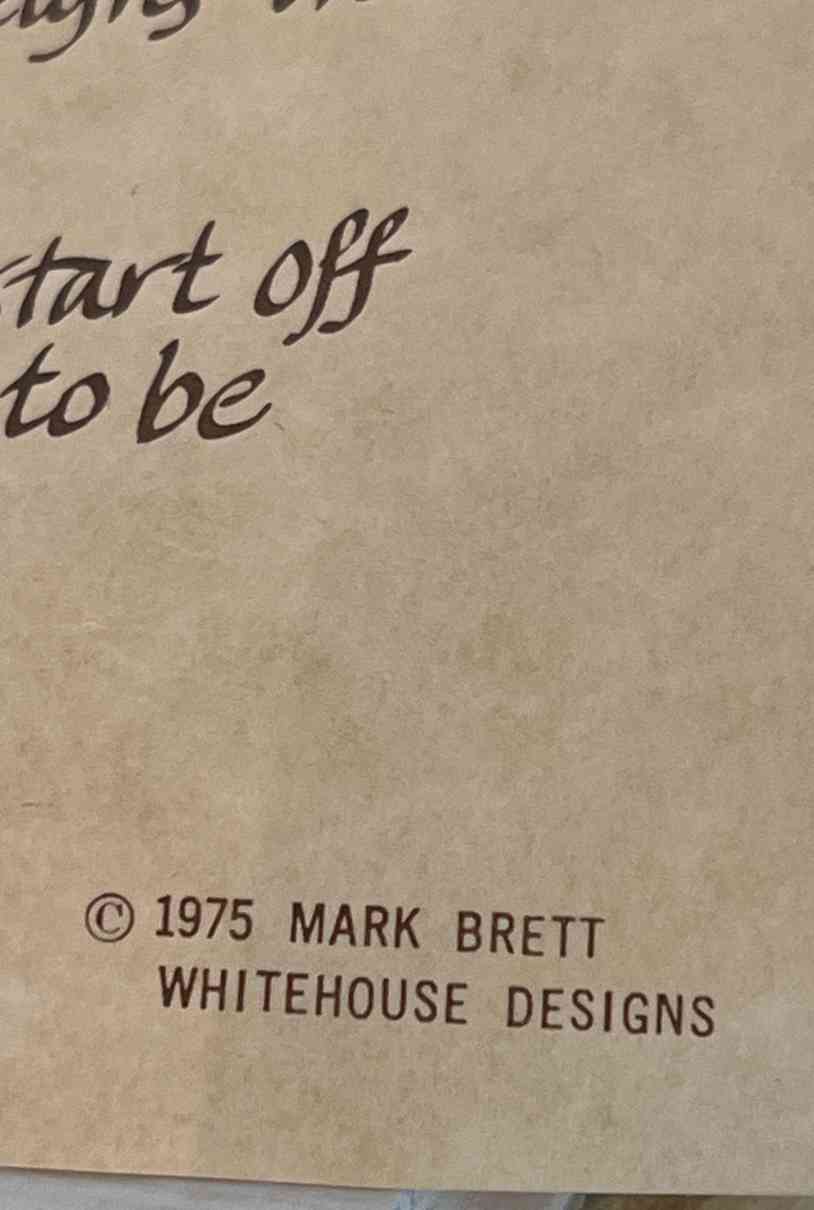 start off
to be
© 1975 MARK BRETT
WHITEHOUSE DESIGNS